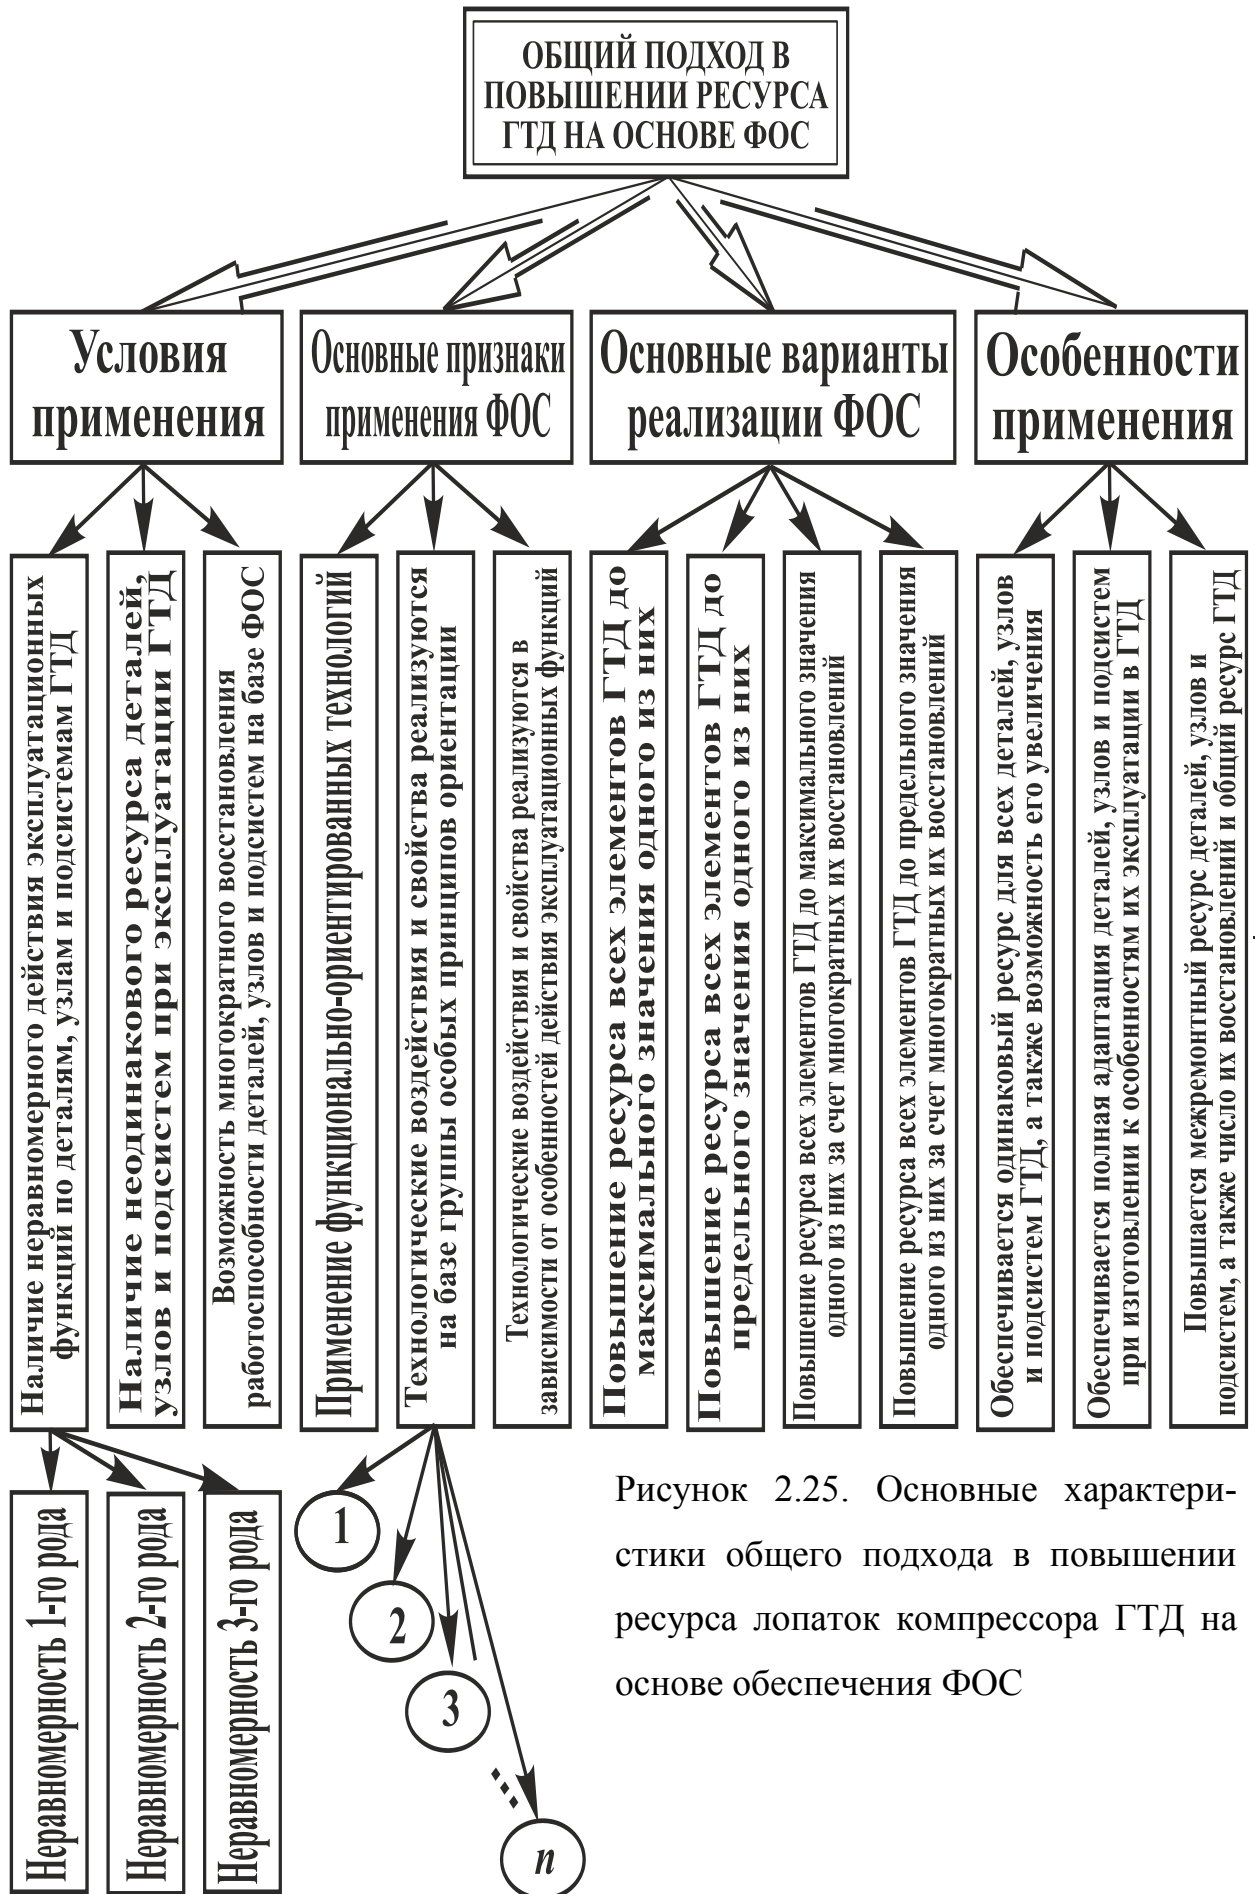 ОБЩИЙ ПОДХОД В
ПОВЫШЕНИИ РЕСУРСА
ГТД НА ОСНОВЕ ФОС
Условия
применения
Основные признаки
применения ФОС
Основные варианты
реализации ФОС
Особенности
применения
Наличие неравномерного действия эксплуатационных
функций по деталям, узлам и подсистемам ГТД
Наличие неодинакового ресурса деталей,
узлов и подсистем при эксплуатации ГТД
Возможность многократного восстановления
работоспособности деталей, узлов и подсистем на базе ФОС
Применение функционально-ориентированных технологий
Технологические воздействия и свойства реализуются
на базе группы особых принципов ориентации
Технологические воздействия и свойства реализуются в
зависимости от особенностей действия эксплуатационных функций
Повышение ресурса всех элементов ГТД до
максимального значения одного из них
Повышение ресурса всех элементов ГТД до
предельного значения одного из них
Повышение ресурса всех элементов ГТД до максимального значения
одного из них за счет многократных их восстановлений
Повышение ресурса всех элементов ГТД до предельного значения
одного из них за счет многократных их восстановлений
Обеспечивается одинаковый ресурс для всех деталей, узлов
и подсистем ГТД, а также возможность его увеличения
Обеспечивается полная адаптация деталей, узлов и подсистем
при изготовлении к особенностям их эксплуатации в ГТД
Повышается межремонтный ресурс деталей, узлов и
подсистем, а также число их восстановлений и общий ресурс ГТД
Неравномерность 1-го рода
Неравномерность 2-го рода
Неравномерность 3-го рода
1
2
3
n
Рисунок 2.25. Основные характери-
стики общего подхода в повышении
ресурса лопаток компрессора ГТД на
основе обеспечения ФОС